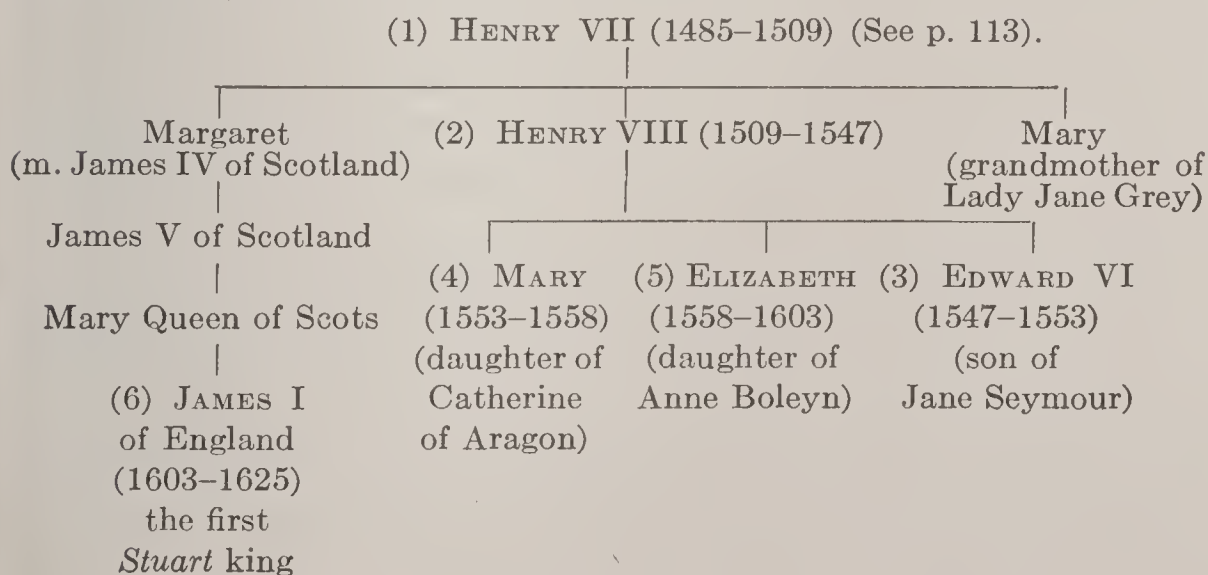 (1) HENRY VII (1485–1509) (See p. 113).
Margaret
(m. James IV of Scotland)
(2) HENRY VIII (1509–1547)
Mary
(grandmother of
Lady Jane Grey)
James V of Scotland
Mary Queen of Scots
(6) JAMES I
of England
(1603–1625)
the first
Stuart king
(4) MARY
(1553–1558)
(daughter of
Catherine
of Aragon)
(5) ELIZABETH
(1558–1603)
(daughter of
Anne Boleyn)
(3) EDWARD VI
(1547–1553)
(son of
Jane Seymour)